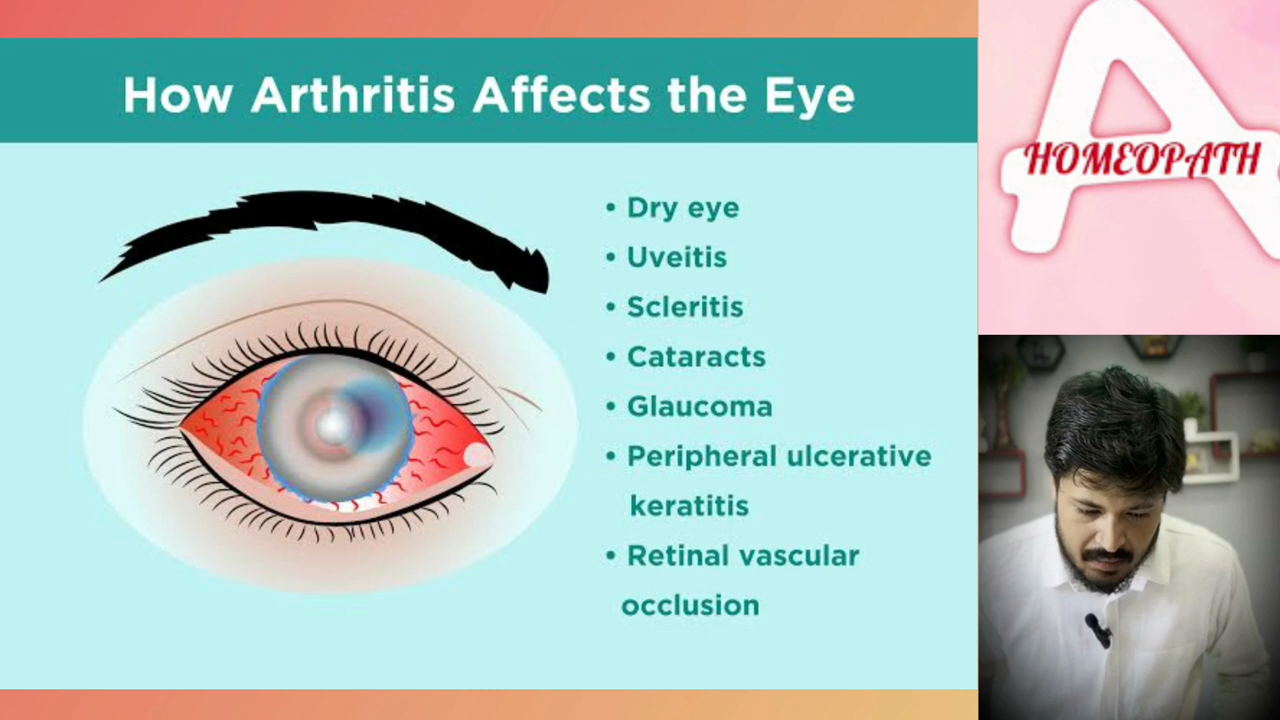 How Arthritis Affects the Eye
• Dry eye
• Uveitis
• Scleritis
• Cataracts
• Glaucoma
• Peripheral ulcerative
keratitis
• Retinal vascular
occlusion
A
HOMEOPATH